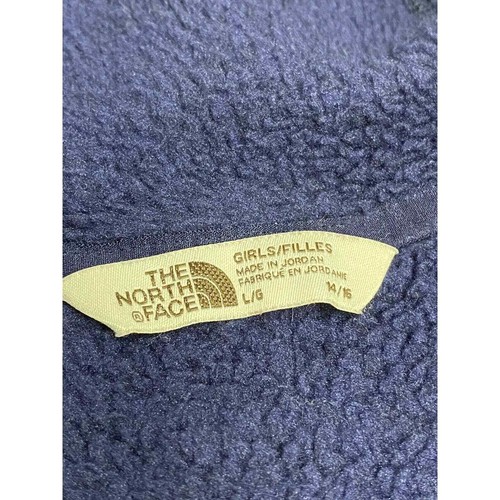 THE
NORTH
® FACE
GIRLS/FILLES
MADE IN JORDAN
FABRIQUÉ EN JORDANIE
L/G 14/16